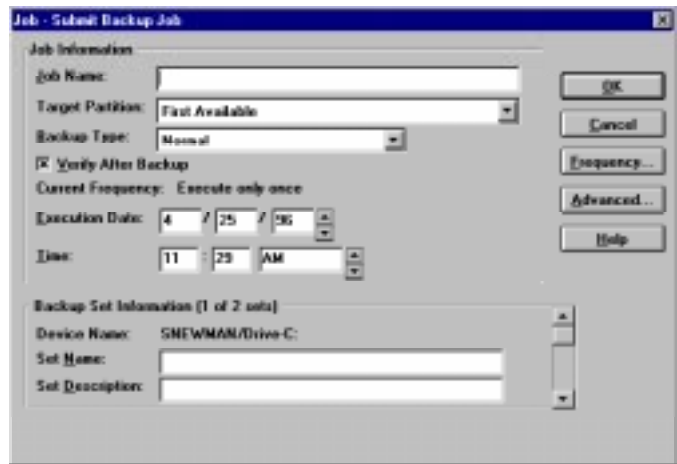 Job - Submit Backup Job
Job Information
Job Name:
Target Partition: First Available
Backup Type: Normal
Verify After Backup
Current Frequency: Execute only once
Execution Date: 4 / 25 / 96
Time: 11 : 29 AM
OK
Cancel
Frequency...
Advanced...
Help
Backup Set Information (1 of 2 sets)
Device Name: SNEWMAN/Drive-C:
Set Name:
Set Description: